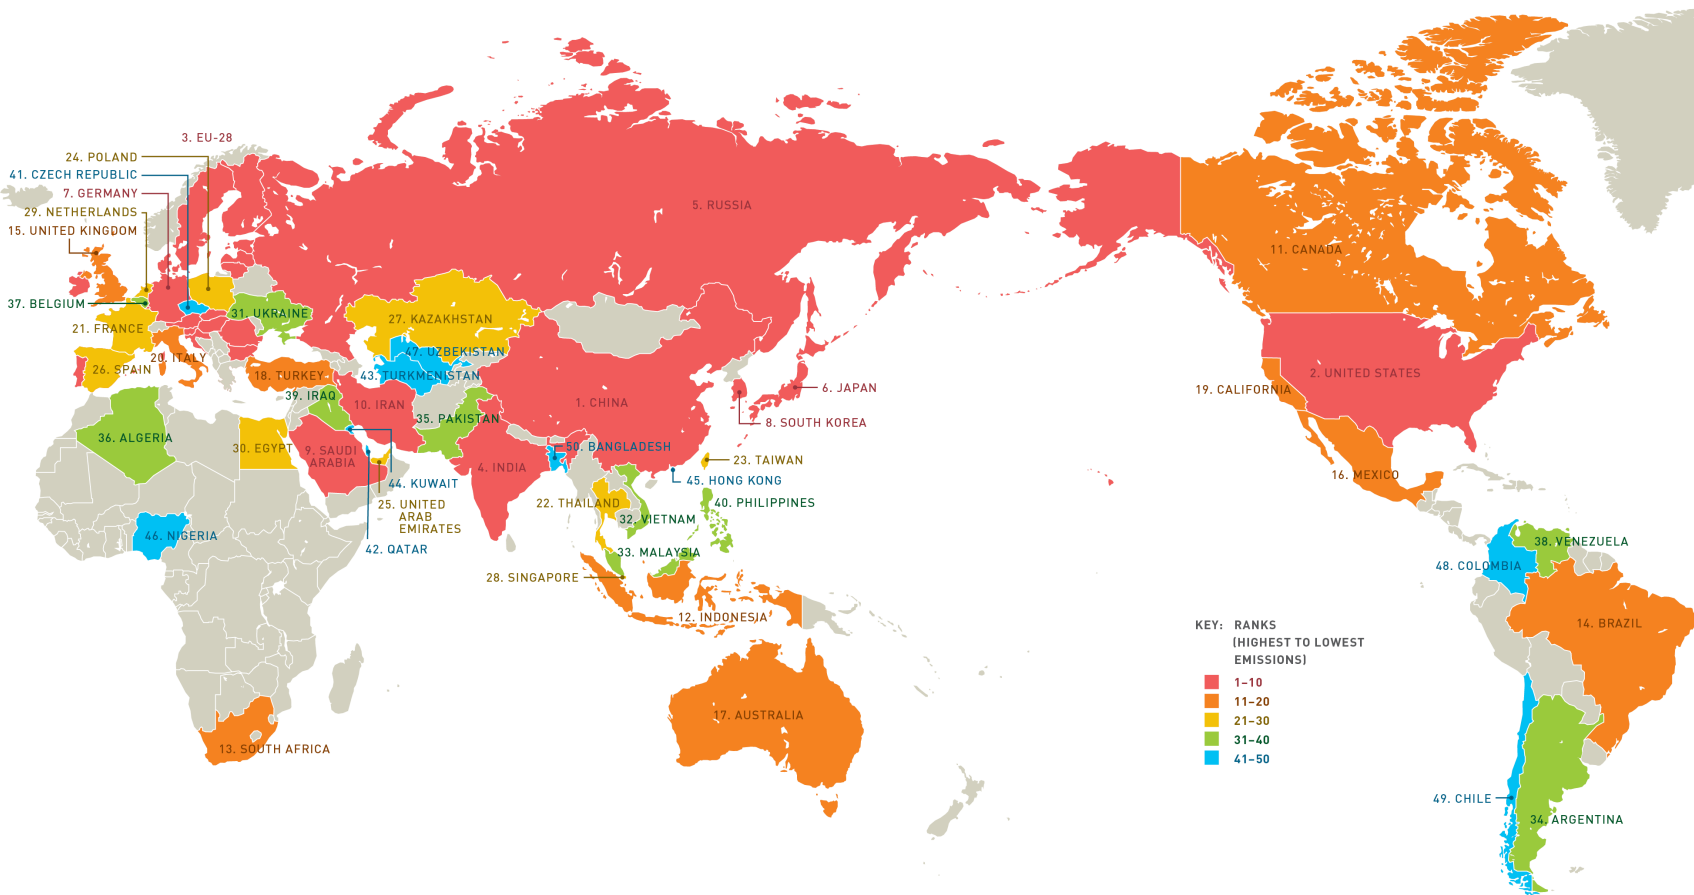 3. EU-28
24. POLAND
41. CZECH REPUBLIC
7. GERMANY
29. NETHERLANDS
15. UNITED KINGDOM
37. BELGIUM
21. FRANCE
26. SPAIN
20. ITALY
31. UKRAINE
18. TURKEY
39. IRAQ
36. ALGERIA
30. EGYPT
9. SAUDI
ARABIA
46. NIGERIA
13. SOUTH AFRICA
5. RUSSIA
27. KAZAKHSTAN
47. UZBEKISTAN
43. TURKMENISTAN
10. IRAN
35. PAKISTAN
44. KUWAIT
25. UNITED
ARAB
EMIRATES
42. QATAR
4. INDIA
1. CHINA
50. BANGLADESH
6. JAPAN
8. SOUTH KOREA
23. TAIWAN
45. HONG KONG
22. THAILAND
32. VIETNAM
40. PHILIPPINES
33. MALAYSIA
28. SINGAPORE
12. INDONESIA
17. AUSTRALIA
11. CANADA
2. UNITED STATES
19. CALIFORNIA
16. MEXICO
38. VENEZUELA
48. COLOMBIA
14. BRAZIL
49. CHILE
34. ARGENTINA
KEY: RANKS
(HIGHEST TO LOWEST
EMISSIONS)
1–10
11–20
21–30
31–40
41–50